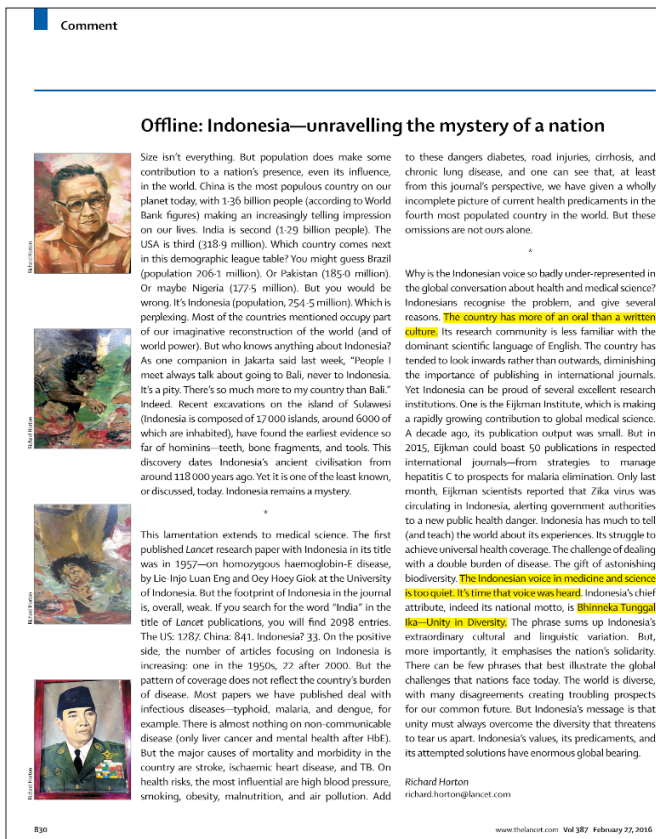 Comment
Offline: Indonesia—unravelling the mystery of a nation
Richard Horton
Richard Horton
Richard Horton
Richard Horton
Size isn’t everything. But population does make some
contribution to a nation’s presence, even its influence,
in the world. China is the most populous country on our
planet today, with 1·36 billion people (according to World
Bank figures) making an increasingly telling impression
on our lives. India is second (1·29 billion people). The
USA is third (318·9 million). Which country comes next
in this demographic league table? You might guess Brazil
(population 206·1 million). Or Pakistan (185·0 million).
Or maybe Nigeria (177·5 million). But you would be
wrong. It’s Indonesia (population, 254·5 million). Which is
perplexing. Most of the countries mentioned occupy part
of our imaginative reconstruction of the world (and of
world power). But who knows anything about Indonesia?
As one companion in Jakarta said last week, “People I
meet always talk about going to Bali, never to Indonesia.
It’s a pity. There’s so much more to my country than Bali.”
Indeed. Recent excavations on the island of Sulawesi
(Indonesia is composed of 17 000 islands, around 6000 of
which are inhabited), have found the earliest evidence so
far of hominins—teeth, bone fragments, and tools. This
discovery dates Indonesia’s ancient civilisation from
around 118 000 years ago. Yet it is one of the least known,
or discussed, today. Indonesia remains a mystery.
*
This lamentation extends to medical science. The first
published Lancet research paper with Indonesia in its title
was in 1957—on homozygous haemoglobin-E disease,
by Lie-Injo Luan Eng and Oey Hoey Giok at the University
of Indonesia. But the footprint of Indonesia in the journal
is, overall, weak. If you search for the word “India” in the
title of Lancet publications, you will find 2098 entries.
The US: 1287. China: 841. Indonesia? 33. On the positive
side, the number of articles focusing on Indonesia is
increasing: one in the 1950s, 22 after 2000. But the
pattern of coverage does not reflect the country’s burden
of disease. Most papers we have published deal with
infectious diseases—typhoid, malaria, and dengue, for
example. There is almost nothing on non-communicable
disease (only liver cancer and mental health after HbE).
But the major causes of mortality and morbidity in the
country are stroke, ischaemic heart disease, and TB. On
health risks, the most influential are high blood pressure,
smoking, obesity, malnutrition, and air pollution. Add
to these dangers diabetes, road injuries, cirrhosis, and
chronic lung disease, and one can see that, at least
from this journal’s perspective, we have given a wholly
incomplete picture of current health predicaments in the
fourth most populated country in the world. But these
omissions are not ours alone.
*
Why is the Indonesian voice so badly under-represented in
the global conversation about health and medical science?
Indonesians recognise the problem, and give several
reasons. The country has more of an oral than a written
culture. Its research community is less familiar with the
dominant scientific language of English. The country has
tended to look inwards rather than outwards, diminishing
the importance of publishing in international journals.
Yet Indonesia can be proud of several excellent research
institutions. One is the Eijkman Institute, which is making
a rapidly growing contribution to global medical science.
A decade ago, its publication output was small. But in
2015, Eijkman could boast 50 publications in respected
international journals—from strategies to manage
hepatitis C to prospects for malaria elimination. Only last
month, Eijkman scientists reported that Zika virus was
circulating in Indonesia, alerting government authorities
to a new public health danger. Indonesia has much to tell
(and teach) the world about its experiences. Its struggle to
achieve universal health coverage. The challenge of dealing
with a double burden of disease. The gift of astonishing
biodiversity. The Indonesian voice in medicine and science
is too quiet. It’s time that voice was heard. Indonesia’s chief
attribute, indeed its national motto, is Bhinneka Tunggal
Ika—Unity in Diversity. The phrase sums up Indonesia’s
extraordinary cultural and linguistic variation. But,
more importantly, it emphasises the nation’s solidarity.
There can be few phrases that best illustrate the global
challenges that nations face today. The world is diverse,
with many disagreements creating troubling prospects
for our common future. But Indonesia’s message is that
unity must always overcome the diversity that threatens
to tear us apart. Indonesia’s values, its predicaments, and
its attempted solutions have enormous global bearing.
Richard Horton
richard.horton@lancet.com
830
www.thelancet.com Vol 387 February 27, 2016